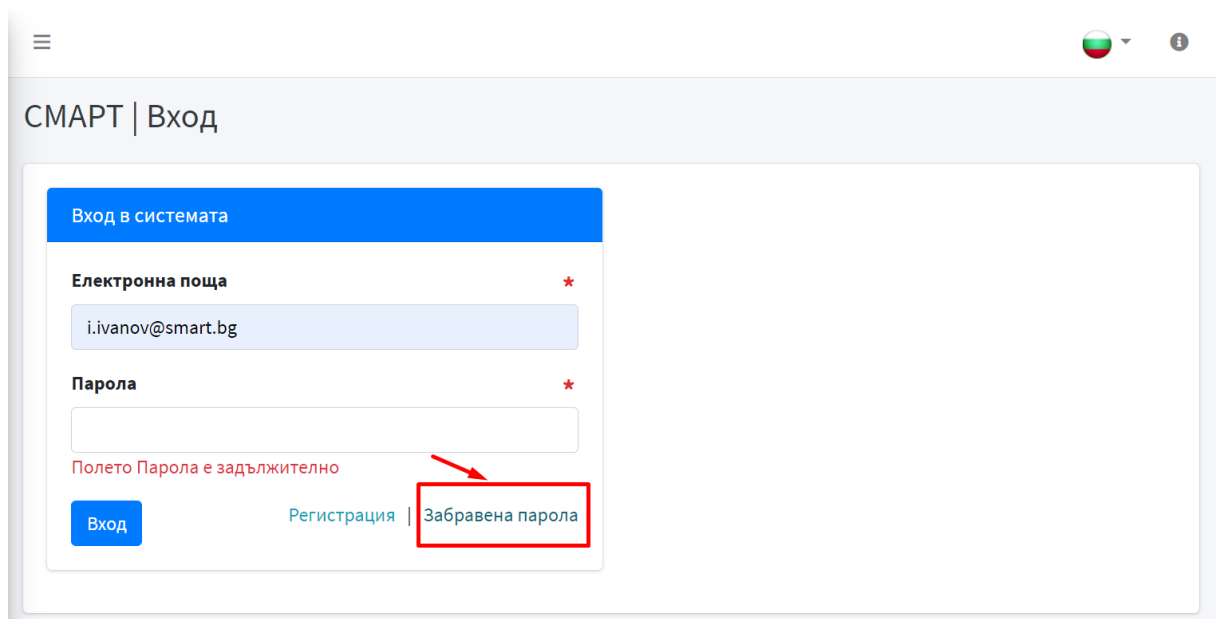 СМАРТ | Вход
Вход в системата
Електронна поща *
i.ivanov@smart.bg
Парола *
Полето Парола е задължително
Вход
Регистрация | Забравена парола